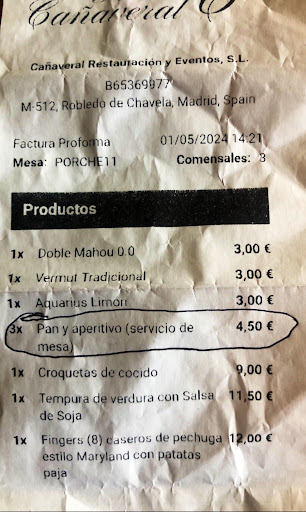 Cañaveral
Cañaveral Restauración y Eventos, S.L.
B65369977
M-512, Robledo de Chavela, Madrid, Spain
Factura Proforma 01/05/2024 14:21
Mesa: PORCHE11 Comensales: 3
Productos
1x Doble Mahou 0.0 3,00 €
1x Vermut Tradicional 3,00 €
1x Aquarius Limon 3,00 €
3x Pan y aperitivo (servicio de 4,50 €
mesa)
1x Croquetas de cocido 9,00 €
1x Tempura de verdura con Salsa 11,50 €
de Soja
1x Fingers (8) caseros de pechuga 12,00 €
estilo Maryland con patatas
paja